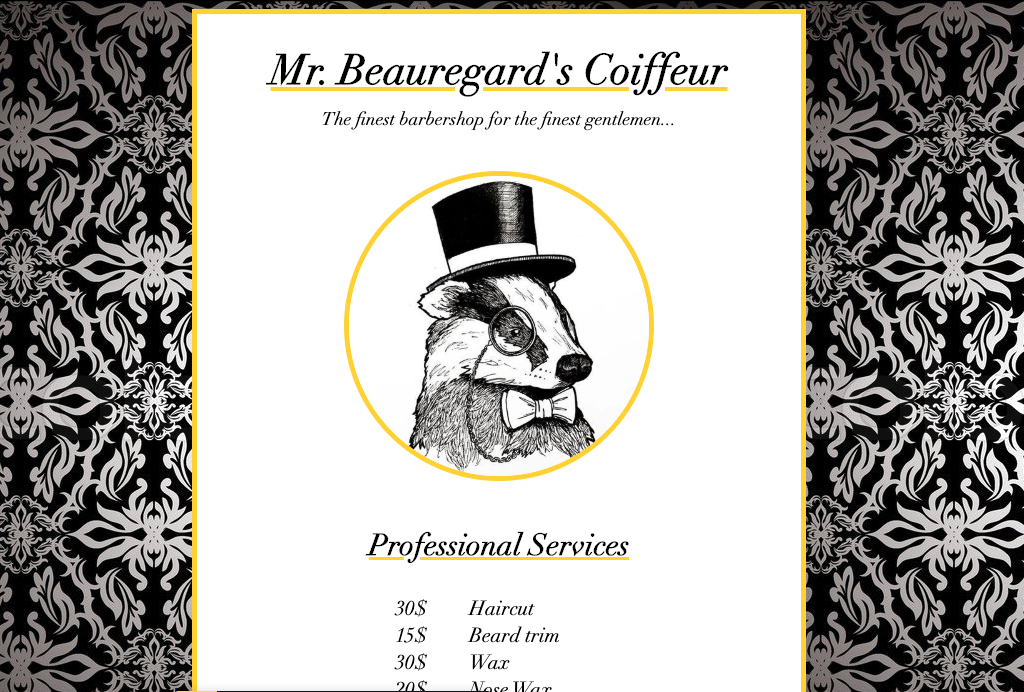 Mr. Beauregard's Coiffeur
The finest barbershop for the finest gentlemen...
Professional Services
30$ Haircut
15$ Beard trim
30$ Wax
20$ Nose Wax